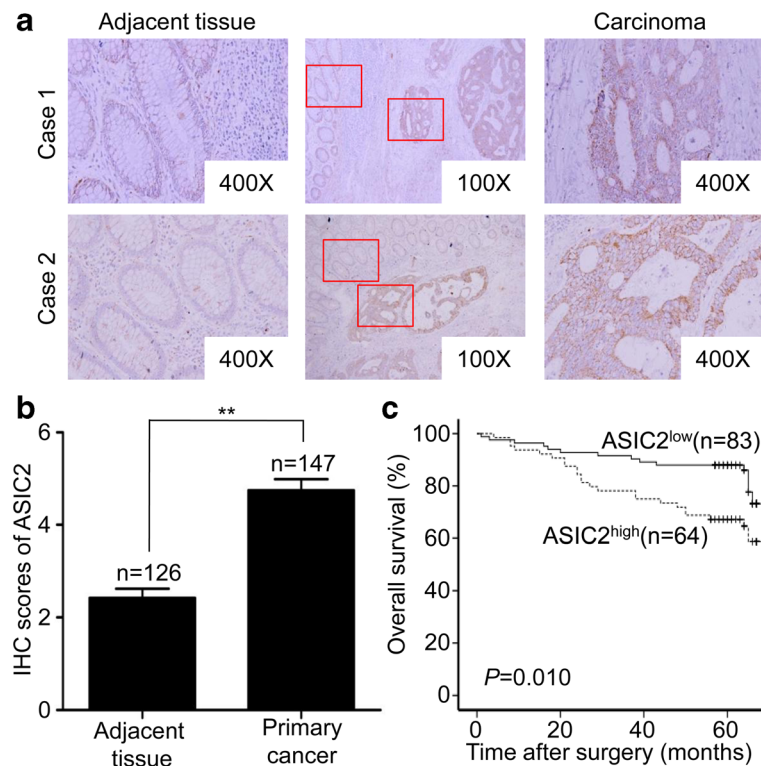 a
Adjacent tissue
Carcinoma
Case 1
400X
100X
400X
Case 2
400X
100X
400X
b
**
6
4
2
0
IHC scores of ASIC2
n=126
n=147
Adjacent
tissue
Primary
cancer
c
100
80
60
40
20
0
Overall survival (%)
ASIC2low(n=83)
ASIC2high(n=64)
P=0.010
0
20
40
60
Time after surgery (months)